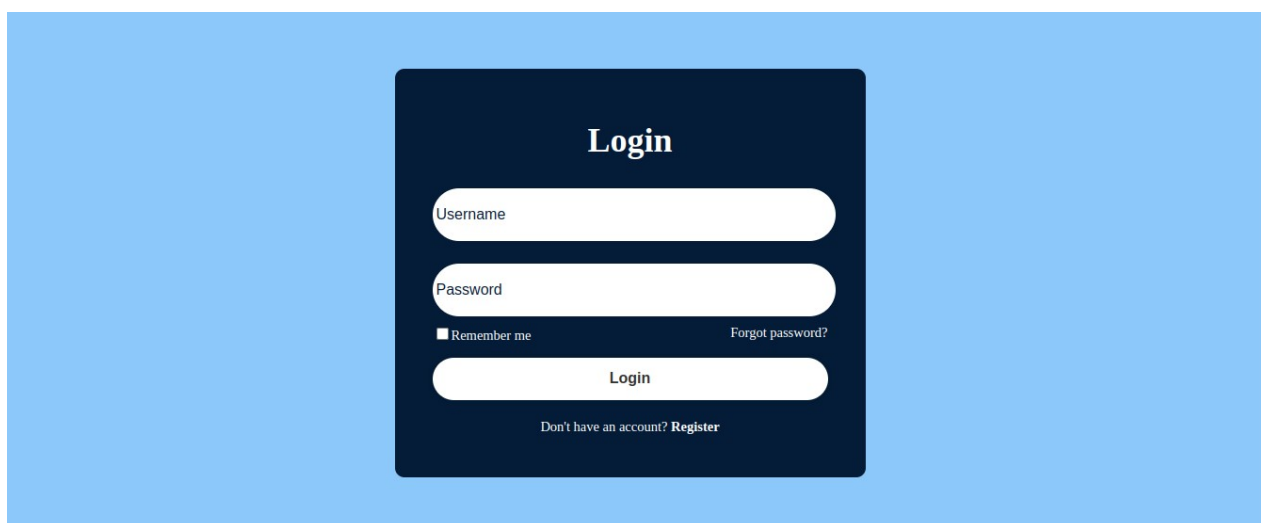 Login
Username
Password
Remember me Forgot password?
Login
Don't have an account? Register